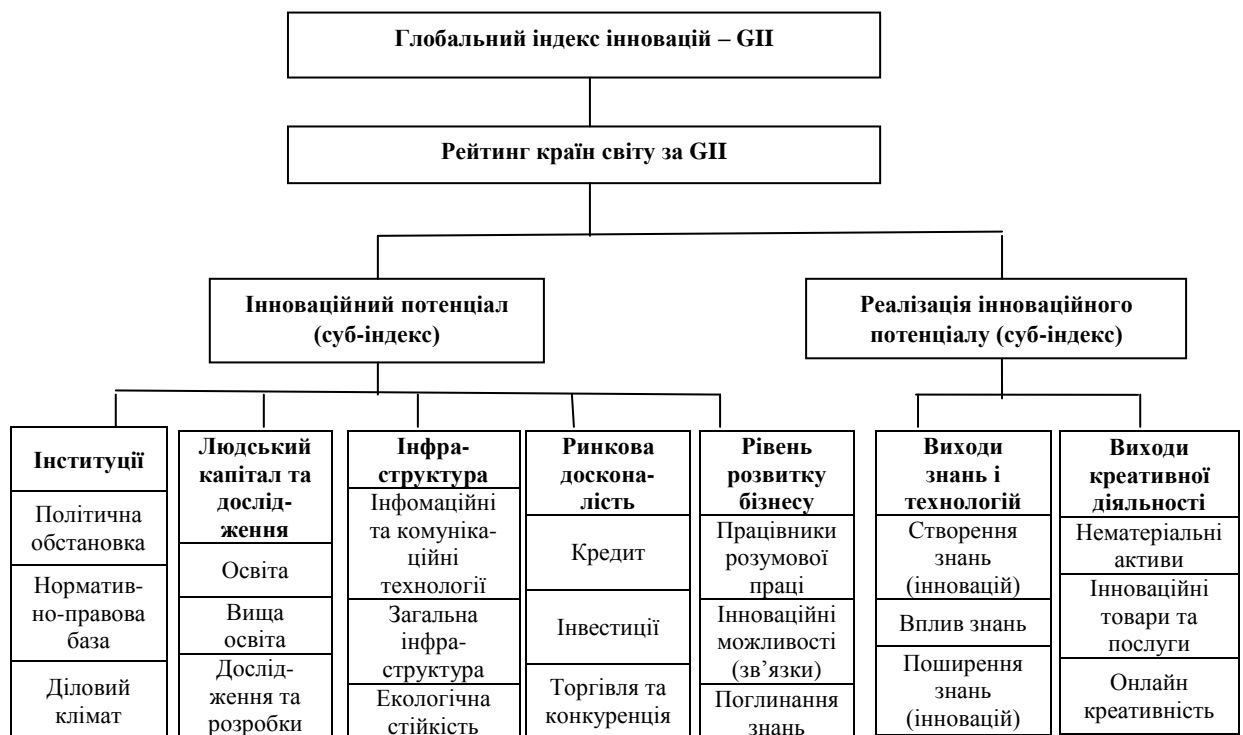 Глобальний індекс інновацій – GII
Рейтинг країн світу за GII
Інноваційний потенціал
(суб-індекс)
Реалізація інноваційного
потенціалу (суб-індекс)
Інституції
Політична
обстановка
Норматив-
но-правова
база
Діловий
клімат
Людський
капітал та
дослід-
ження
Освіта
Вища
освіта
Дослід-
ження та
розробки
Інфра-
структура
Інфомаційні
та комуніка-
ційні
технології
Загальна
інфра-
структура
Екологічна
стійкість
Ринкова
доскона-
лість
Кредит
Інвестиції
Торгівля та
конкуренція
Рівень
розвитку
бізнесу
Працівники
розумової
праці
Інноваційні
можливості
(зв’язки)
Поглинання
знань
Виходи
знань і
технологій
Створення
знань
(інновацій)
Вплив знань
Поширення
знань
(інновацій)
Виходи
креативної
діяльності
Нематеріальні
активи
Інноваційні
товари та
послуги
Онлайн
креативність